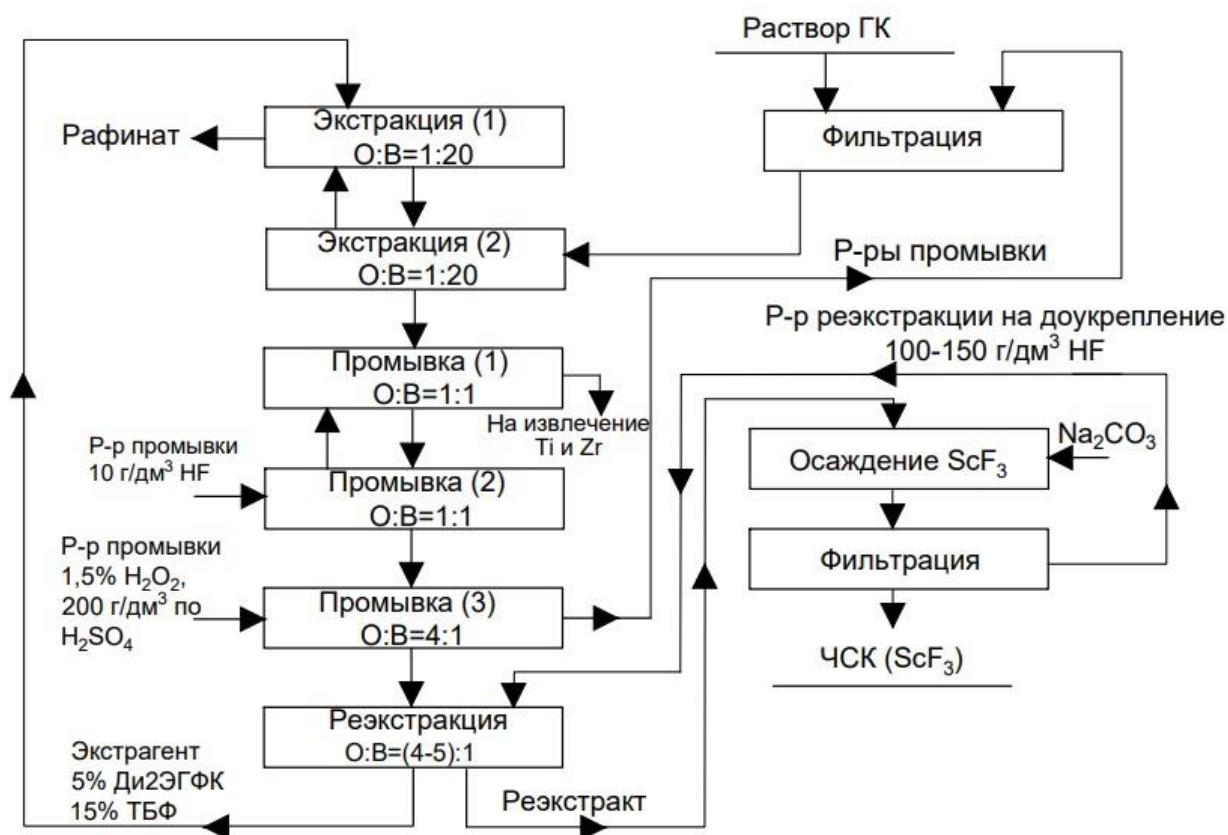 Раствор ГК
Экстракция (1)
О:В=1:20
Рафинат
Фильтрация
Экстракция (2)
О:В=1:20
Р-ры промывки
Р-р реэкстракции на доукрепление
100-150 г/дм³ HF
Промывка (1)
О:В=1:1
На извлечение
Ti и Zr
Na₂CO₃
Осаждение ScF₃
Р-р промывки
10 г/дм³ HF
Промывка (2)
О:В=1:1
Фильтрация
Р-р промывки
1,5% H₂O₂,
200 г/дм³ по
H₂SO₄
Промывка (3)
О:В=4:1
ЧСК (ScF₃)
Реэкстракция
О:В=(4-5):1
Экстрагент
5% Ди2ЭГФК
15% ТБФ
Реэкстракт